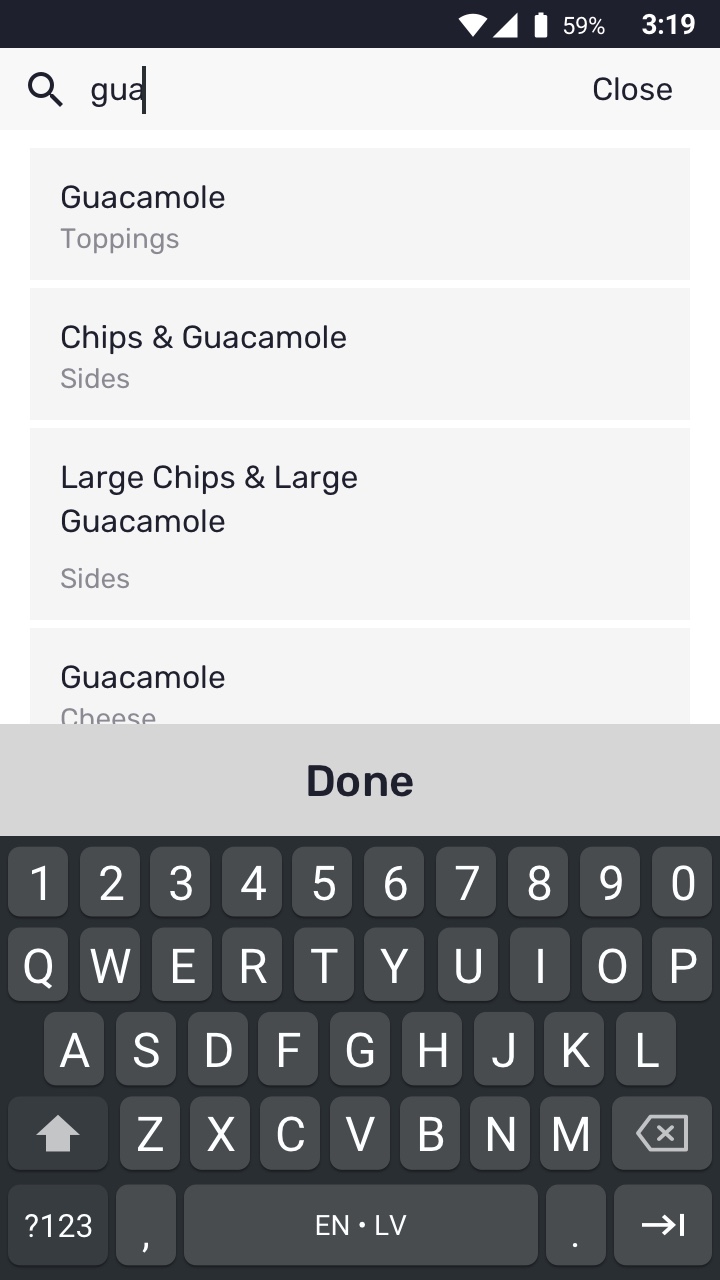 59% 3:19
gua Close
Guacamole
Toppings
Chips & Guacamole
Sides
Large Chips & Large
Guacamole
Sides
Guacamole
Cheese
Done
1 2 3 4 5 6 7 8 9 0
Q W E R T Y U I O P
A S D F G H J K L
Z X C V B N M
?123 , EN • LV .